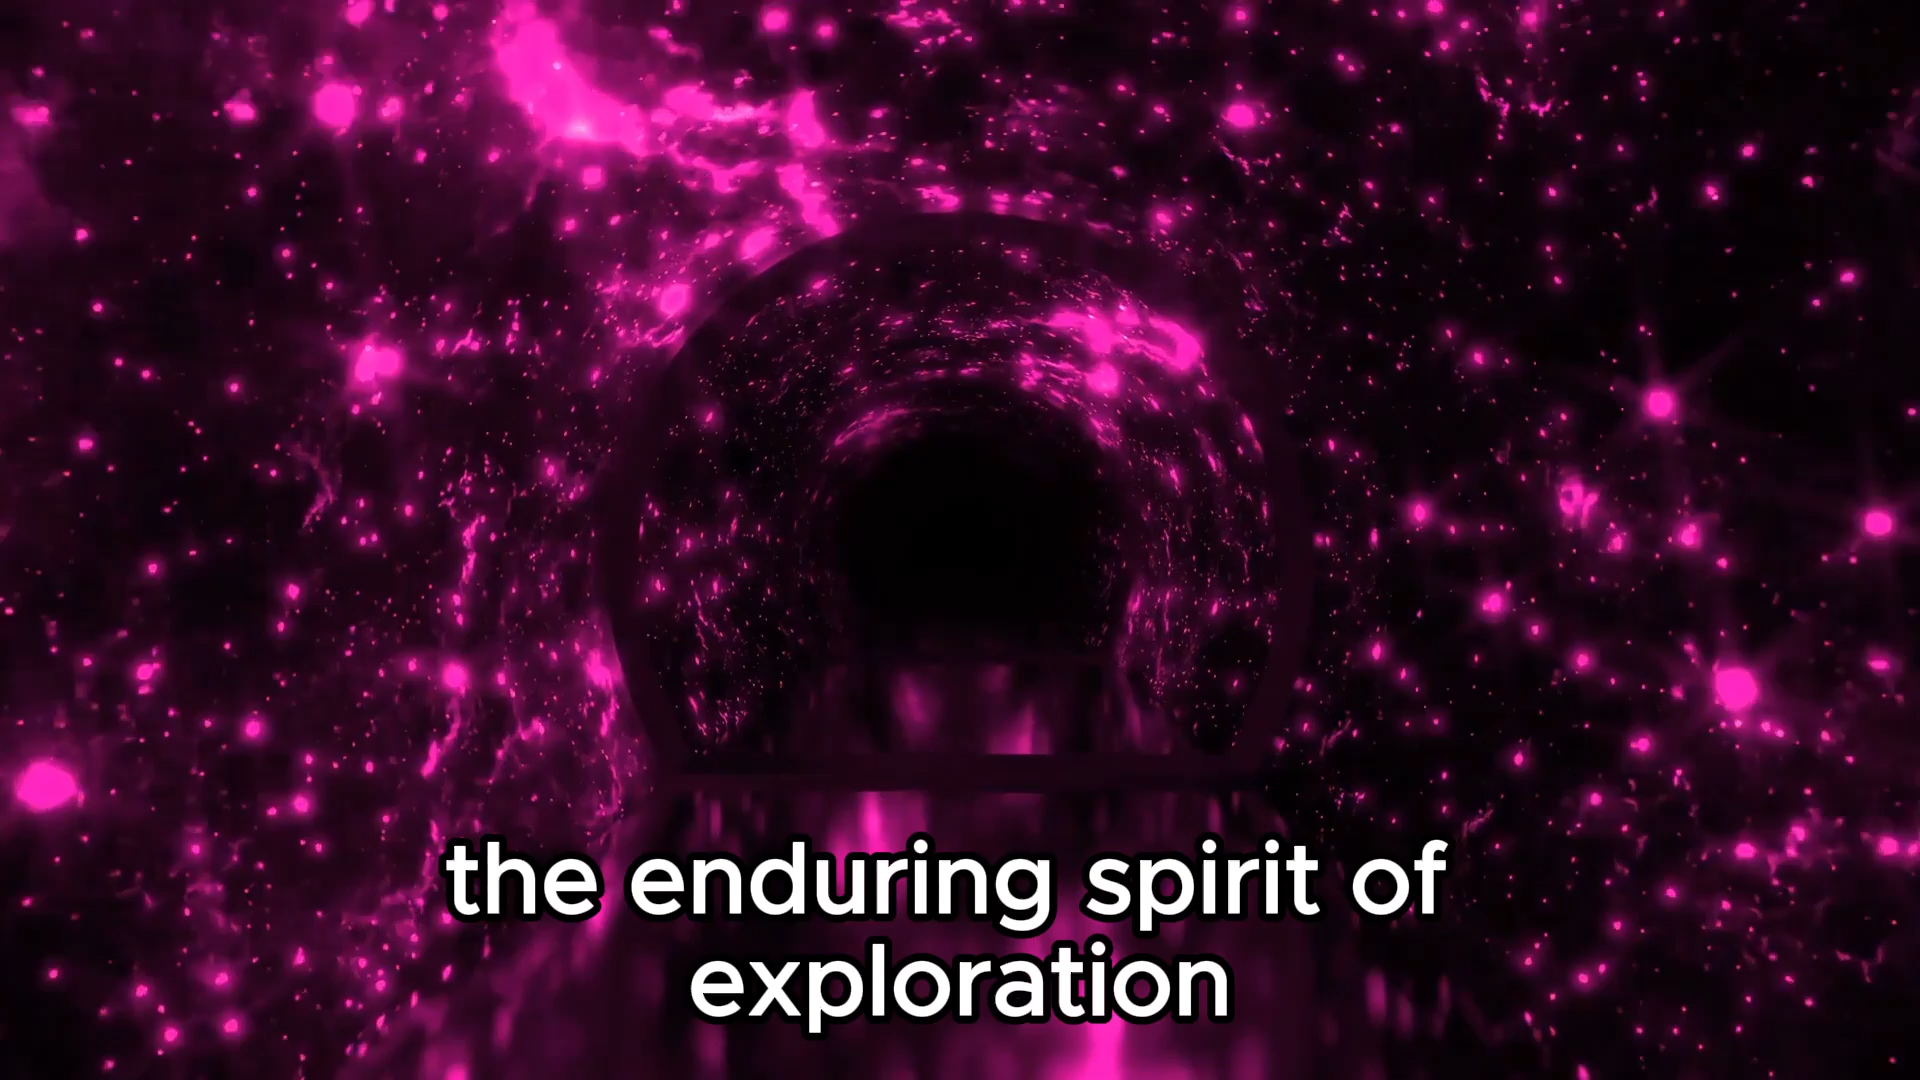 the enduring spirit of
exploration